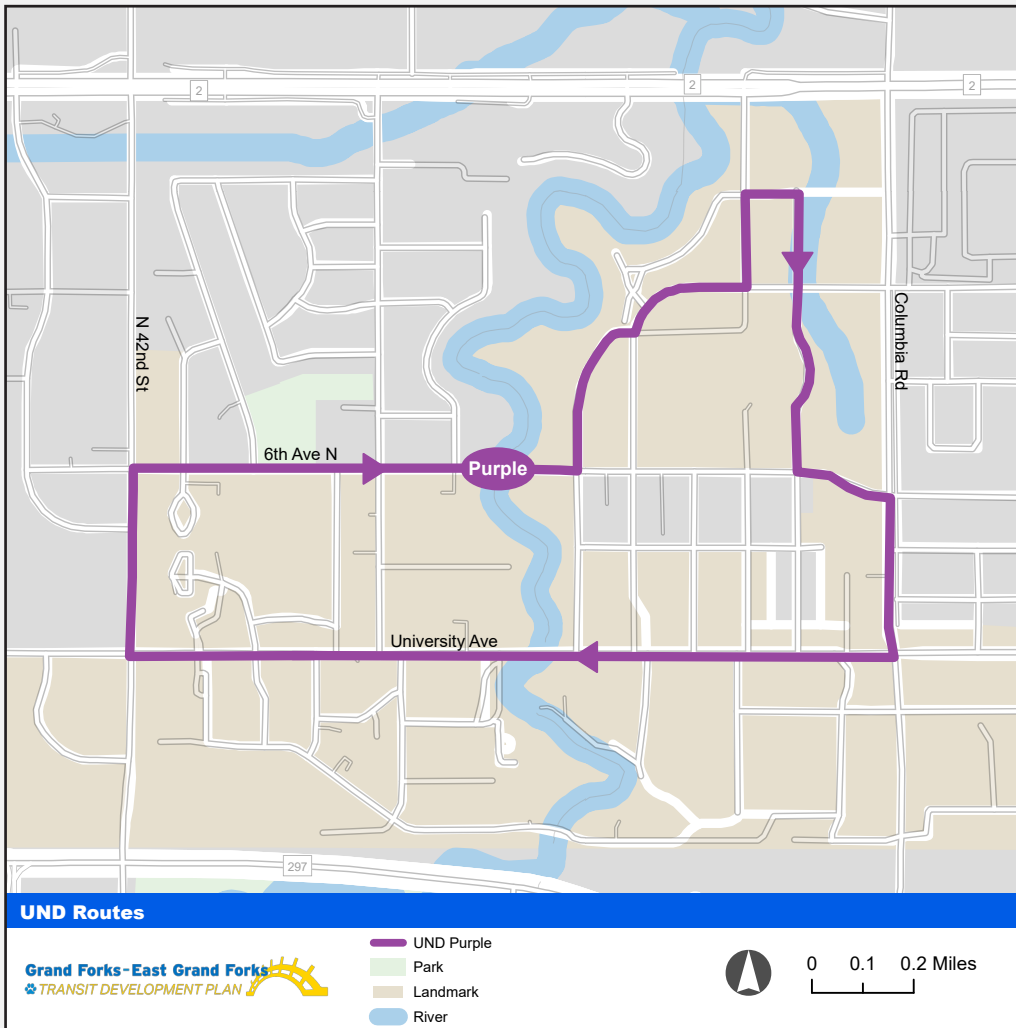 2
2
2
N 42nd St
Columbia Rd
6th Ave N
Purple
University Ave
297
UND Routes
Grand Forks-East Grand Forks
TRANSIT DEVELOPMENT PLAN
UND Purple
Park
Landmark
River
0 0.1 0.2 Miles